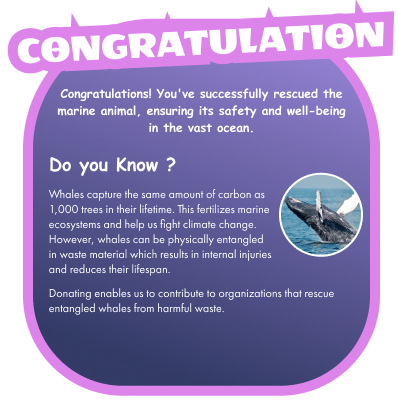 CONGRATULATION
Congratulations! You've successfully rescued the
marine animal, ensuring its safety and well-being
in the vast ocean.
Do you Know ?
Whales capture the same amount of carbon as
1,000 trees in their lifetime. This fertilizes marine
ecosystems and help us fight climate change.
However, whales can be physically entangled
in waste material which results in internal injuries
and reduces their lifespan.
Donating enables us to contribute to organizations that rescue
entangled whales from harmful waste.